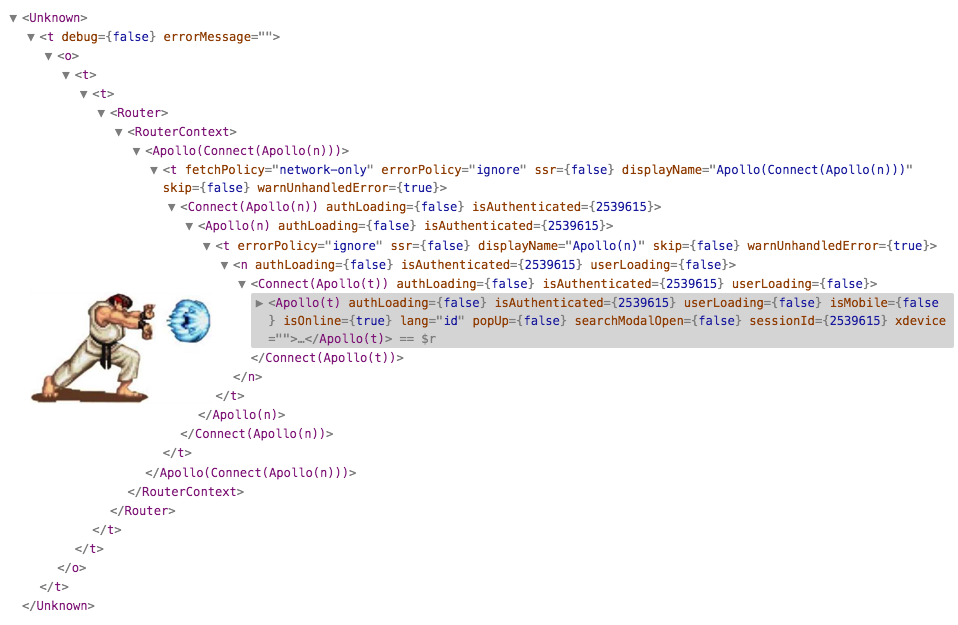 ▼ <Unknown>
▼ <t debug={false} errorMessage="">
▼ <o>
▼ <t>
▼ <t>
▼ <Router>
▼ <RouterContext>
▼ <Apollo(Connect(Apollo(n)))>
▼ <t fetchPolicy="network-only" errorPolicy="ignore" ssr={false} displayName="Apollo(Connect(Apollo(n)))"
skip={false} warnUnhandledError={true}>
▼ <Connect(Apollo(n)) authLoading={false} isAuthenticated={2539615}>
▼ <Apollo(n) authLoading={false} isAuthenticated={2539615}>
▼ <t errorPolicy="ignore" ssr={false} displayName="Apollo(n)" skip={false} warnUnhandledError={true}>
▼ <n authLoading={false} isAuthenticated={2539615} userLoading={false}>
▼ <Connect(Apollo(t)) authLoading={false} isAuthenticated={2539615} userLoading={false}>
▶ <Apollo(t) authLoading={false} isAuthenticated={2539615} userLoading={false} isMobile={false
} isOnline={true} lang="id" popUp={false} searchModalOpen={false} sessionId={2539615} xdevice
="">…</Apollo(t)> == $r
</Connect(Apollo(t))>
</n>
</t>
</Apollo(n)>
</Connect(Apollo(n))>
</t>
</Apollo(Connect(Apollo(n)))>
</RouterContext>
</Router>
</t>
</t>
</o>
</t>
</Unknown>